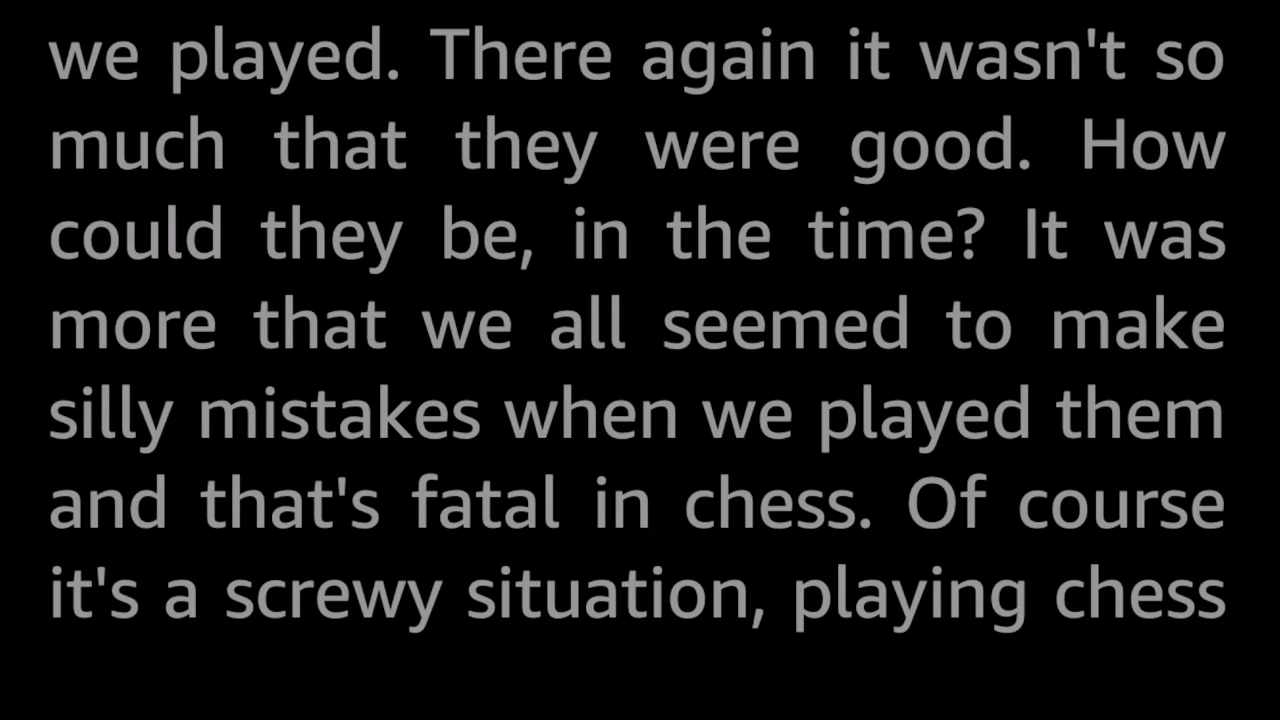 we played. There again it wasn't so
much that they were good. How
could they be, in the time? It was
more that we all seemed to make
silly mistakes when we played them
and that's fatal in chess. Of course
it's a screwy situation, playing chess